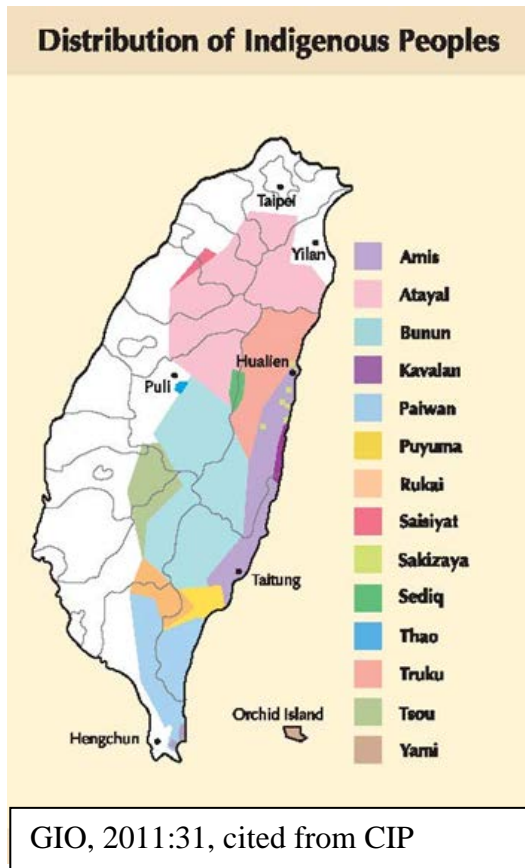 Distribution of Indigenous Peoples
Taipei
Yilan
Hualien
Puli
Taitung
Orchid Island
Hengchun
Amis
Atayal
Bunun
Kavalan
Paiwan
Puyuma
Rukai
Saisiyat
Sakizaya
Sediq
Thao
Truku
Tsou
Yami
GIO, 2011:31, cited from CIP